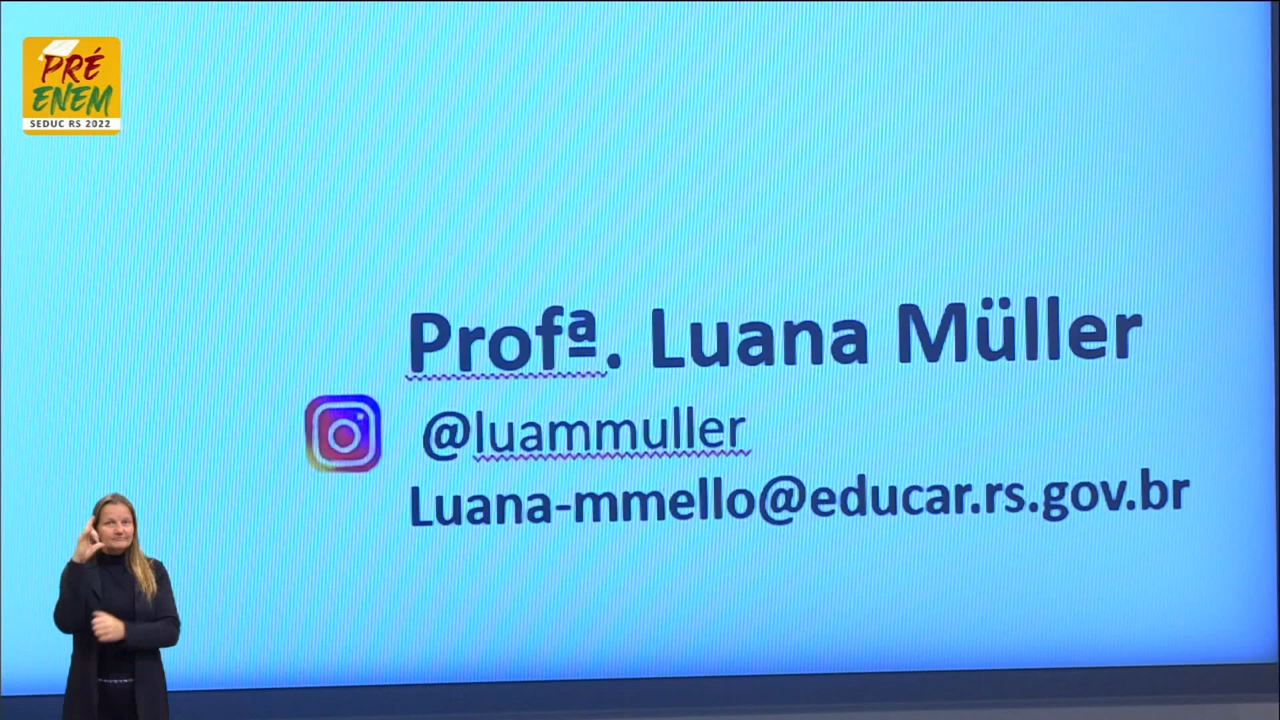 PRÉ
ENEM
SEDUC RS 2022
Profª. Luana Müller
@luammuller
Luana-mmello@educar.rs.gov.br